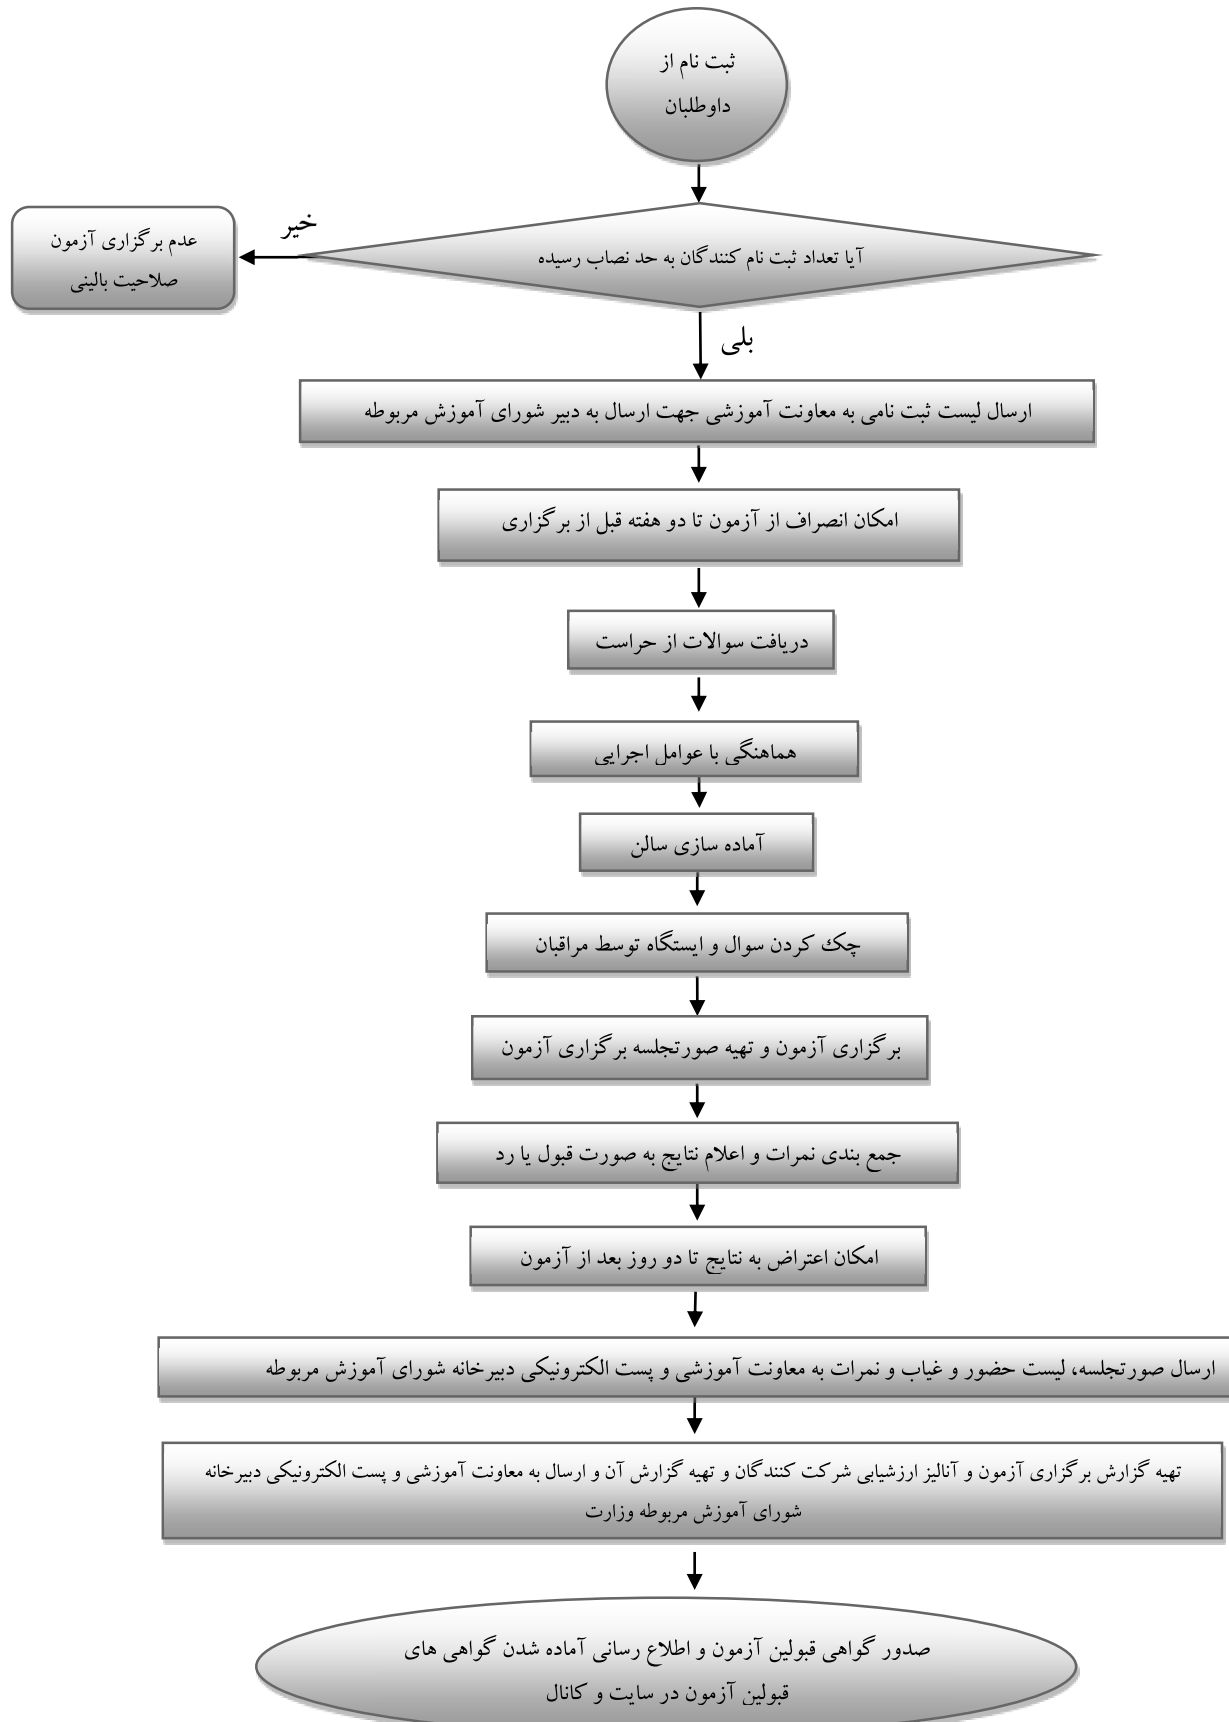 ثبت نام از
داوطلبان
خیر
عدم برگزاری آزمون
صلاحیت بالینی
آیا تعداد ثبت نام کنندگان به حد نصاب رسیده
بلی
ارسال لیست ثبت نامی به معاونت آموزشی جهت ارسال به دبیر شورای آموزش مربوطه
امکان انصراف از آزمون تا دو هفته قبل از برگزاری
دریافت سوالات از حراست
هماهنگی با عوامل اجرایی
آماده سازی سالن
چک کردن سوال و ایستگاه توسط مراقبان
برگزاری آزمون و تهیه صورتجلسه برگزاری آزمون
جمع بندی نمرات و اعلام نتایج به صورت قبول یا رد
امکان اعتراض به نتایج تا دو روز بعد از آزمون
ارسال صورتجلسه، لیست حضور و غیاب و نمرات به معاونت آموزشی و پست الکترونیکی دبیرخانه شورای آموزش مربوطه
تهیه گزارش برگزاری آزمون و آنالیز ارزشیابی شرکت کنندگان و تهیه گزارش آن و ارسال به معاونت آموزشی و پست الکترونیکی دبیرخانه
شورای آموزش مربوطه وزارت
صدور گواهی قبولین آزمون و اطلاع رسانی آماده شدن گواهی های
قبولین آزمون در سایت و کانال